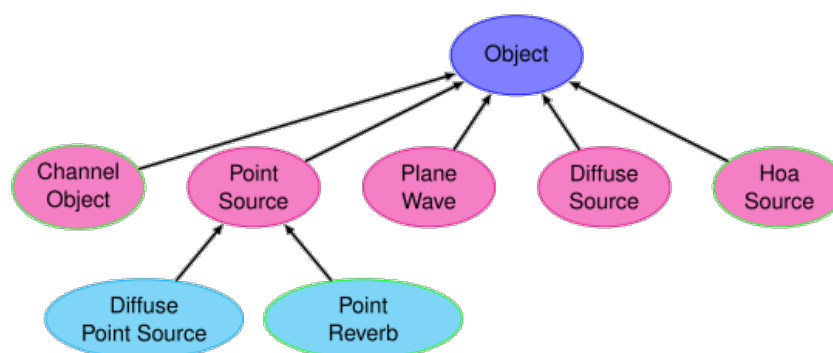 Object
Channel
Object
Point
Source
Plane
Wave
Diffuse
Source
Hoa
Source
Diffuse
Point Source
Point
Reverb